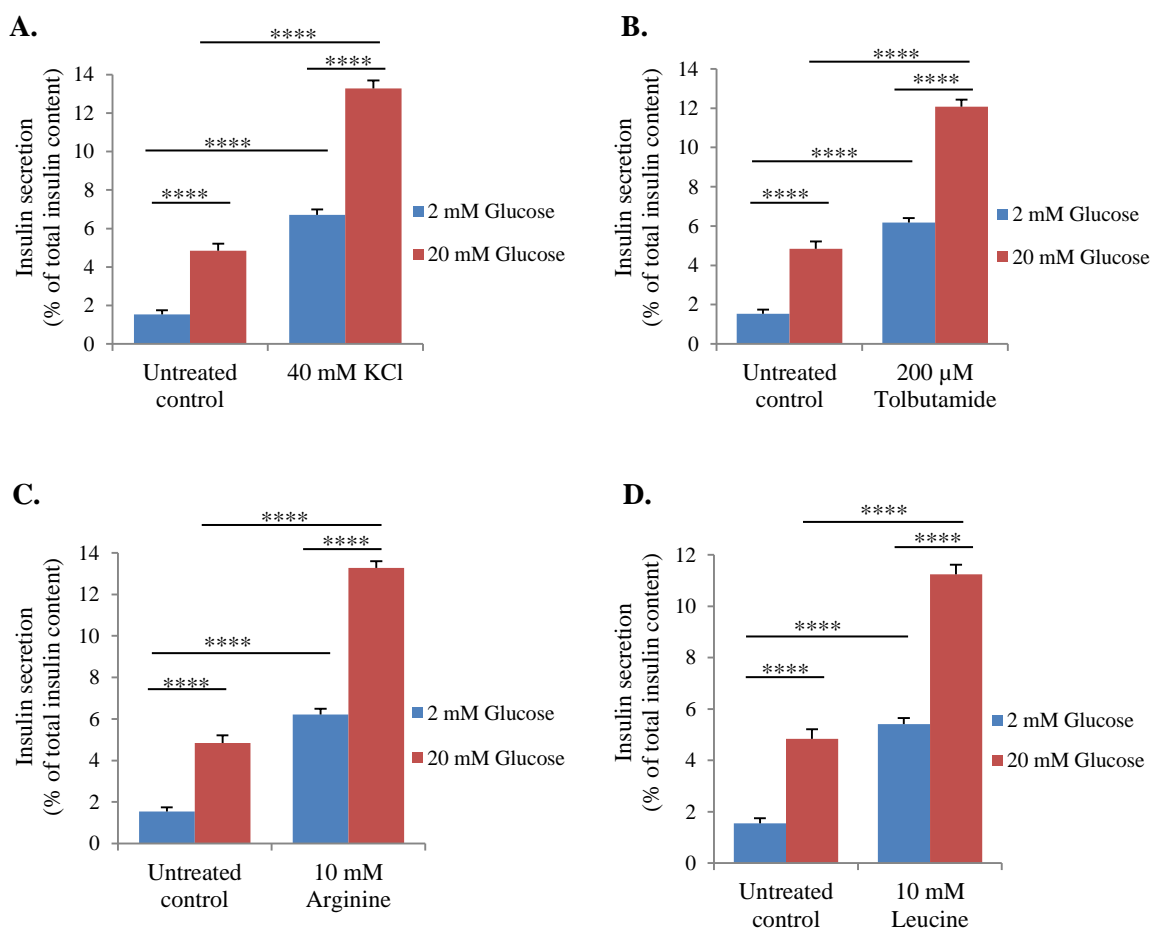 A.
****
****
****
****
Insulin secretion
(% of total insulin content)
14
12
10
8
6
4
2
0
Untreated
control
40 mM KCl
2 mM Glucose
20 mM Glucose
B.
****
****
****
****
Insulin secretion
(% of total insulin content)
14
12
10
8
6
4
2
0
Untreated
control
200 µM
Tolbutamide
2 mM Glucose
20 mM Glucose
C.
****
****
****
****
Insulin secretion
(% of total insulin content)
14
12
10
8
6
4
2
0
Untreated
control
10 mM
Arginine
2 mM Glucose
20 mM Glucose
D.
****
****
****
****
Insulin secretion
(% of total insulin content)
12
10
8
6
4
2
0
Untreated
control
10 mM
Leucine
2 mM Glucose
20 mM Glucose